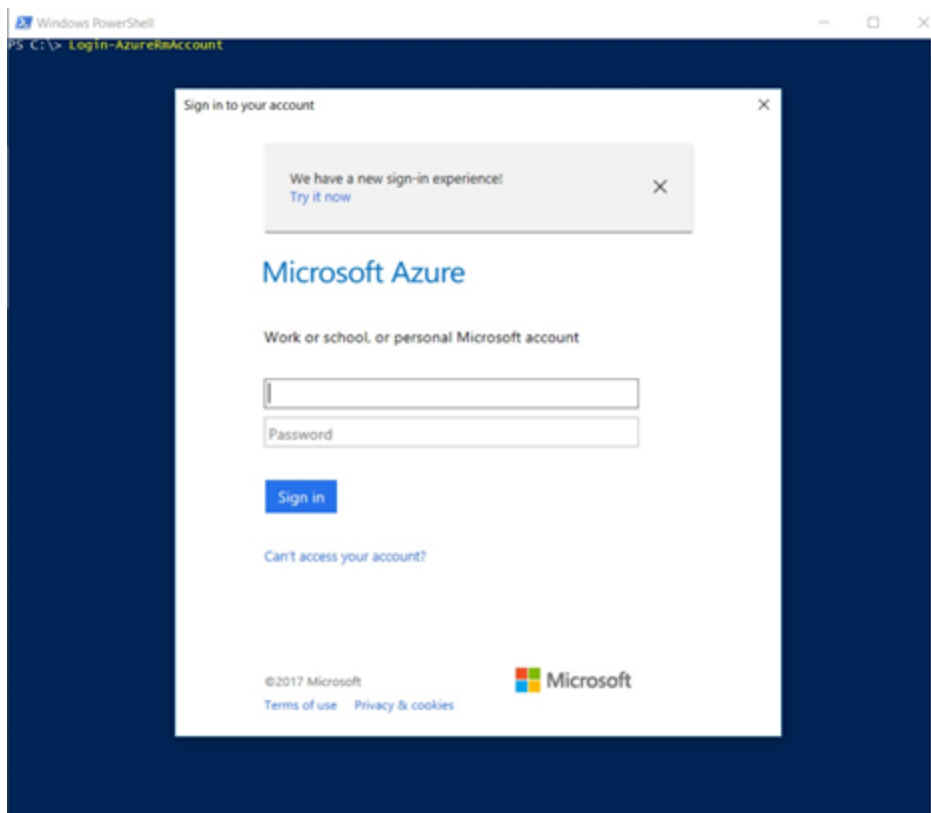 Windows PowerShell
PS C:\> Login-AzureRmAccount
Sign in to your account
We have a new sign-in experience!
Try it now
Microsoft Azure
Work or school, or personal Microsoft account
Password
Sign in
Can't access your account?
©2017 Microsoft
Microsoft
Terms of use Privacy & cookies